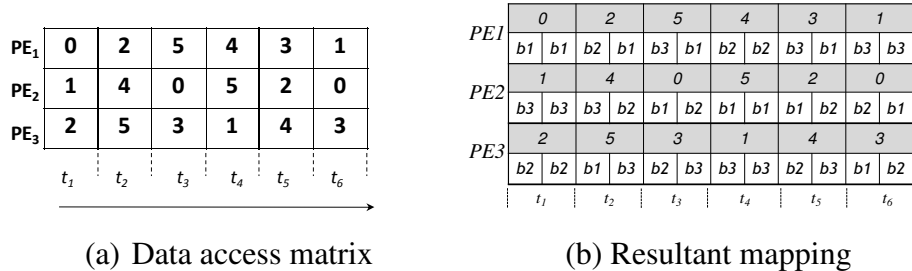 PE1 0 2 5 4 3 1
PE2 1 4 0 5 2 0
PE3 2 5 3 1 4 3
t1 t2 t3 t4 t5 t6
(a) Data access matrix
PE1 0 2 5 4 3 1
b1 b1 b2 b1 b3 b1 b2 b2 b3 b1 b3 b3
PE2 1 4 0 5 2 0
b3 b3 b3 b2 b1 b2 b1 b1 b1 b2 b2 b1
PE3 2 5 3 1 4 3
b2 b2 b1 b3 b2 b3 b3 b3 b2 b3 b1 b2
t1 t2 t3 t4 t5 t6
(b) Resultant mapping